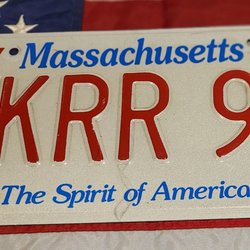 Massachusetts
KRR 9
The Spirit of America